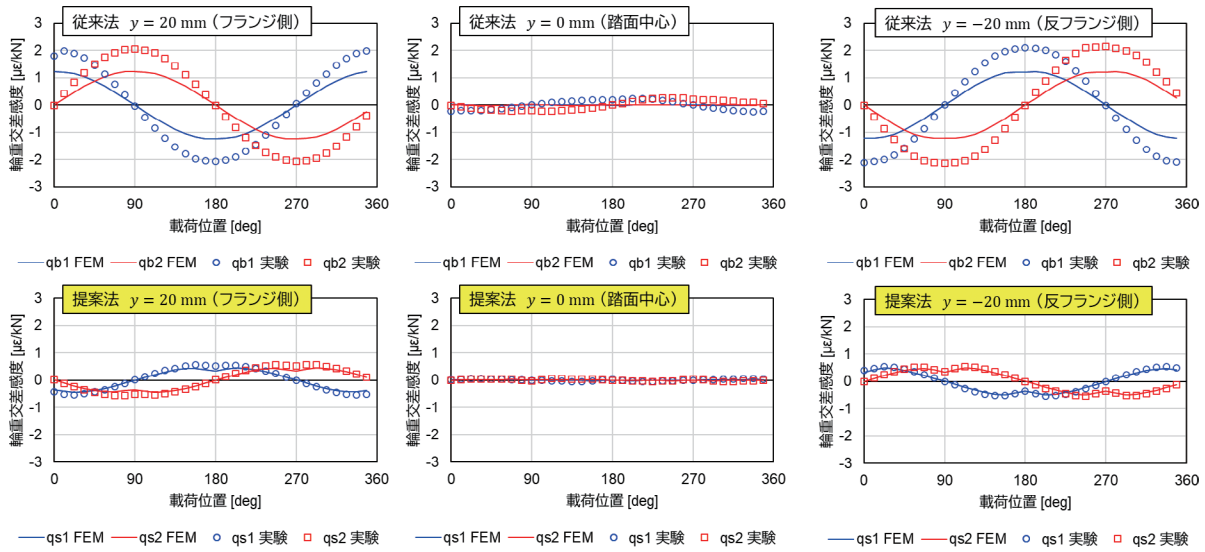 従来法 y = 20 mm（フランジ側）
輪重交差感度 [με/kN]
3
2
1
0
-1
-2
-3
0 90 180 270 360
載荷位置 [deg]
qb1 FEM qb2 FEM qb1 実験 qb2 実験
従来法 y = 0 mm（踏面中心）
輪重交差感度 [με/kN]
3
2
1
0
-1
-2
-3
0 90 180 270 360
載荷位置 [deg]
qb1 FEM qb2 FEM qb1 実験 qb2 実験
従来法 y = −20 mm（反フランジ側）
輪重交差感度 [με/kN]
3
2
1
0
-1
-2
-3
0 90 180 270 360
載荷位置 [deg]
qb1 FEM qb2 FEM qb1 実験 qb2 実験
提案法 y = 20 mm（フランジ側）
輪重交差感度 [με/kN]
3
2
1
0
-1
-2
-3
0 90 180 270 360
載荷位置 [deg]
qs1 FEM qs2 FEM qs1 実験 qs2 実験
提案法 y = 0 mm（踏面中心）
輪重交差感度 [με/kN]
3
2
1
0
-1
-2
-3
0 90 180 270 360
載荷位置 [deg]
qs1 FEM qs2 FEM qs1 実験 qs2 実験
提案法 y = −20 mm（反フランジ側）
輪重交差感度 [με/kN]
3
2
1
0
-1
-2
-3
0 90 180 270 360
載荷位置 [deg]
qs1 FEM qs2 FEM qs1 実験 qs2 実験